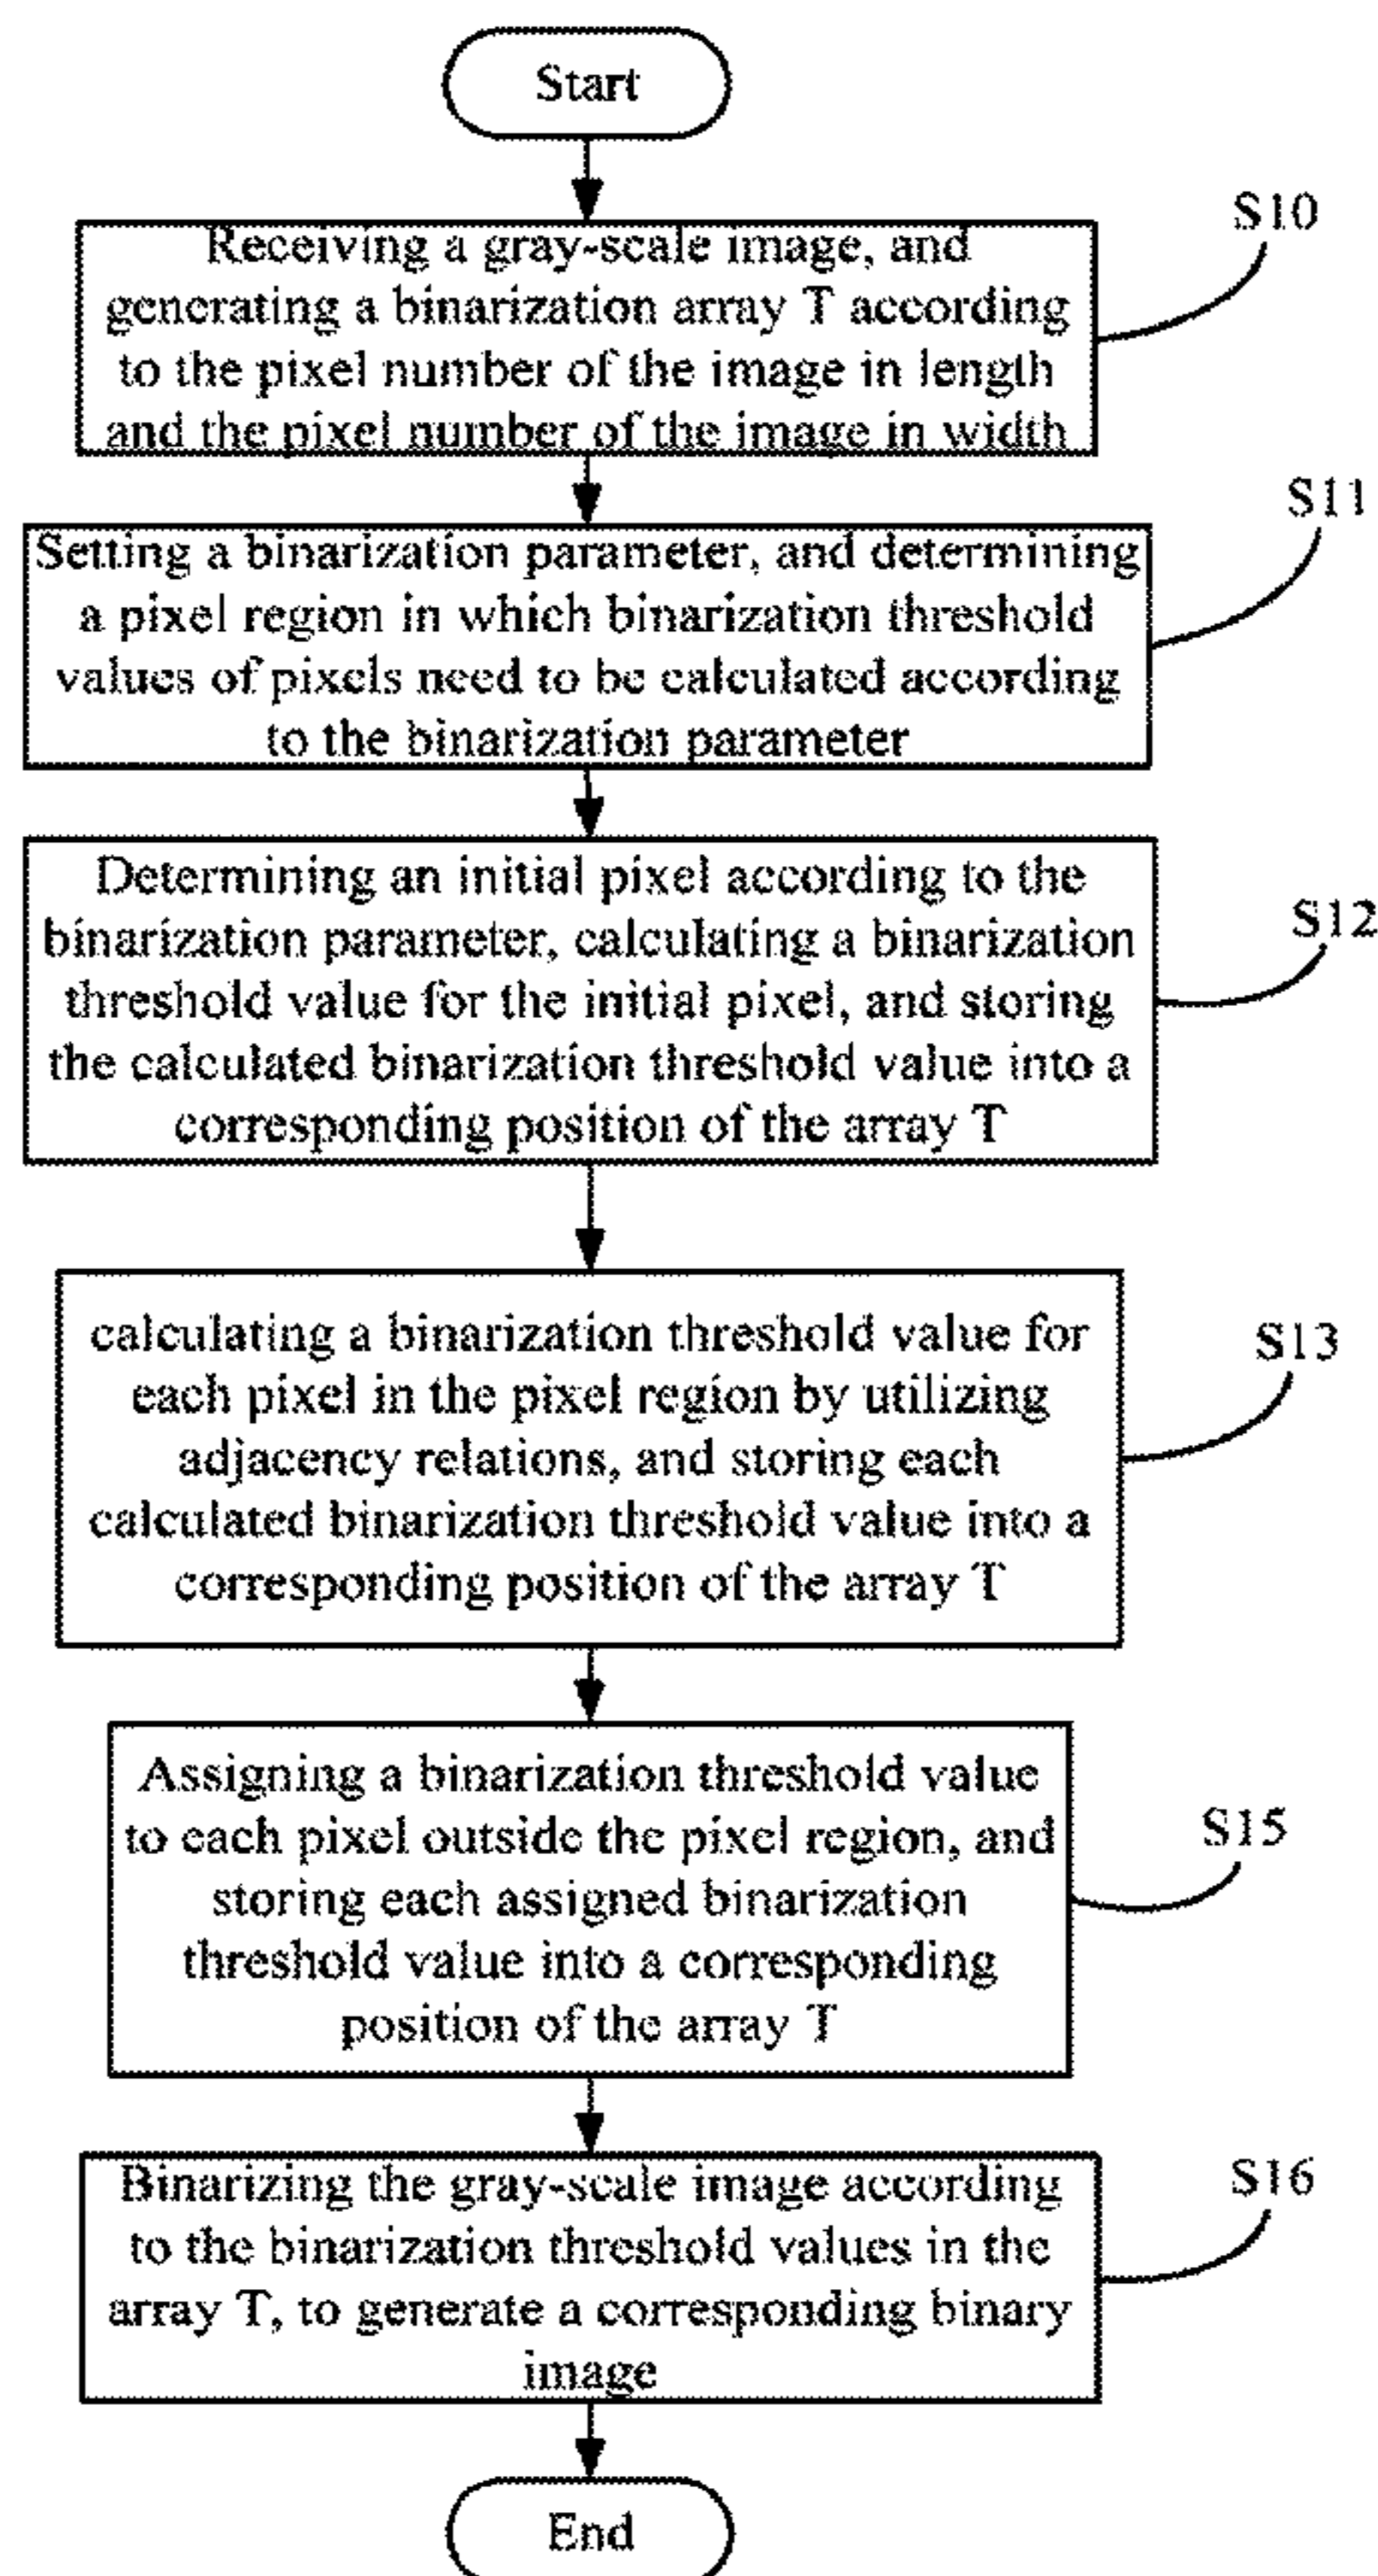 Start
S10
Receiving a gray-scale image, and
generating a binarization array T according
to the pixel number of the image in length
and the pixel number of the image in width
S11
Setting a binarization parameter, and determining
a pixel region in which binarization threshold
values of pixels need to be calculated according
to the binarization parameter
S12
Determining an initial pixel according to the
binarization parameter, calculating a binarization
threshold value for the initial pixel, and storing
the calculated binarization threshold value into a
corresponding position of the array T
S13
calculating a binarization threshold value for
each pixel in the pixel region by utilizing
adjacency relations, and storing each
calculated binarization threshold value into a
corresponding position of the array T
S15
Assigning a binarization threshold value
to each pixel outside the pixel region, and
storing each assigned binarization
threshold value into a corresponding
position of the array T
S16
Binarizing the gray-scale image according
to the binarization threshold values in the
array T, to generate a corresponding binary
image
End